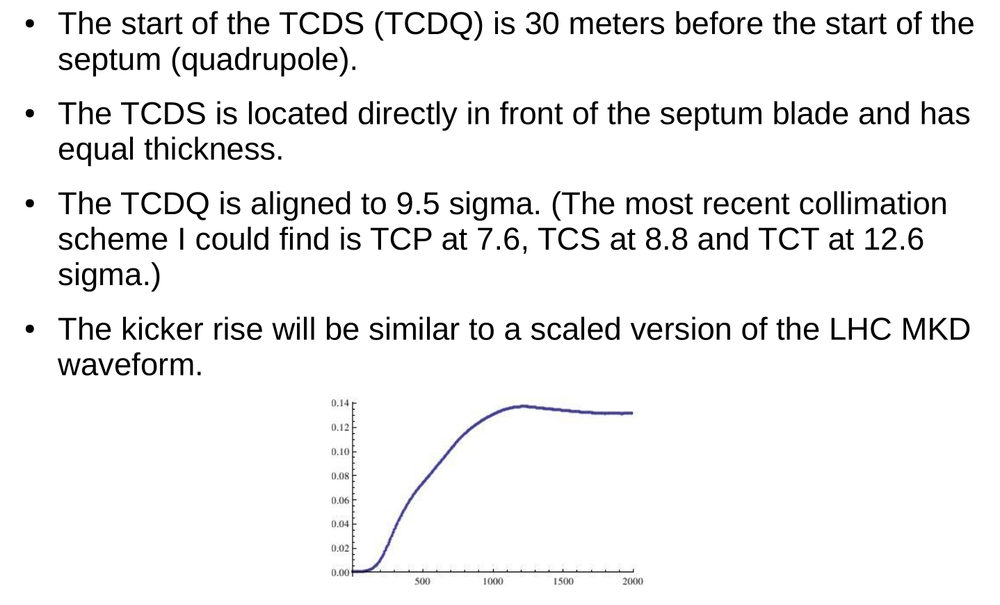 • The start of the TCDS (TCDQ) is 30 meters before the start of the
septum (quadrupole).
• The TCDS is located directly in front of the septum blade and has
equal thickness.
• The TCDQ is aligned to 9.5 sigma. (The most recent collimation
scheme I could find is TCP at 7.6, TCS at 8.8 and TCT at 12.6
sigma.)
• The kicker rise will be similar to a scaled version of the LHC MKD
waveform.
0.14
0.12
0.10
0.08
0.06
0.04
0.02
0.00
500 1000 1500 2000